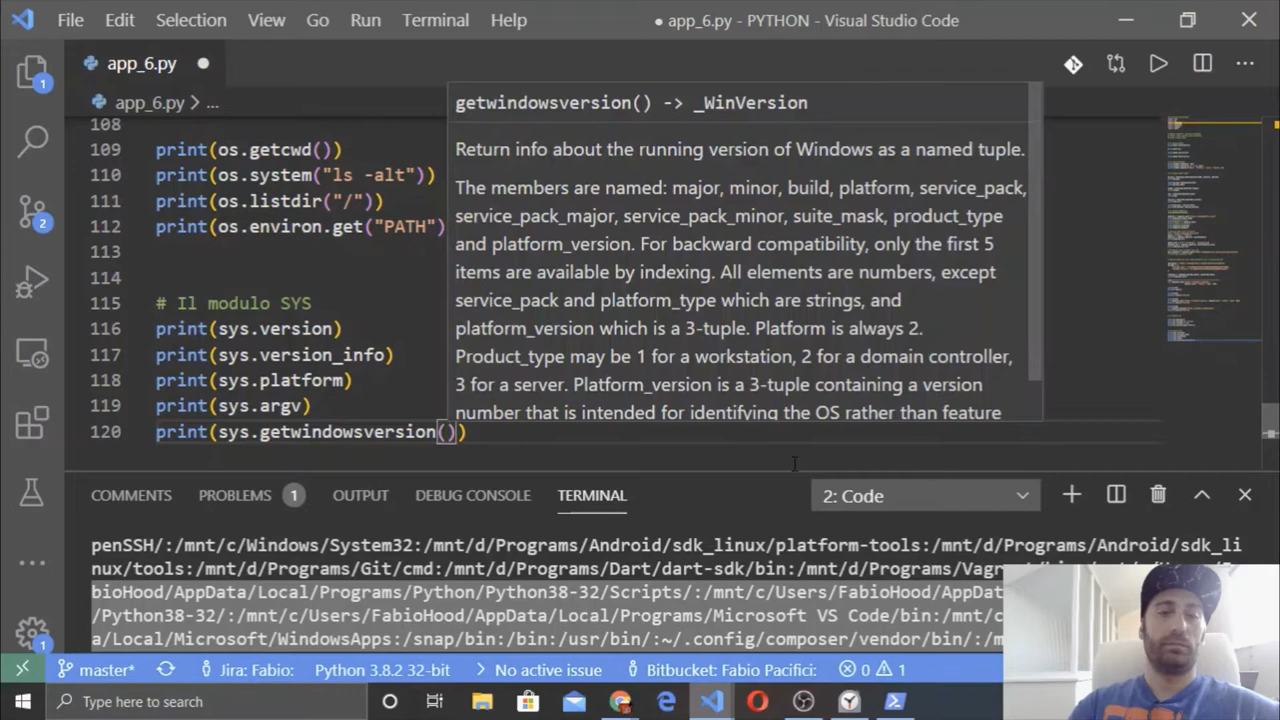 File Edit Selection View Go Run Terminal Help
● app_6.py - PYTHON - Visual Studio Code
app_6.py ●
app_6.py > ...
getwindowsversion() -> _WinVersion
Return info about the running version of Windows as a named tuple.
The members are named: major, minor, build, platform, service_pack,
service_pack_major, service_pack_minor, suite_mask, product_type
and platform_version. For backward compatibility, only the first 5
items are available by indexing. All elements are numbers, except
service_pack and platform_type which are strings, and
platform_version which is a 3-tuple. Platform is always 2.
Product_type may be 1 for a workstation, 2 for a domain controller,
3 for a server. Platform_version is a 3-tuple containing a version
number that is intended for identifying the OS rather than feature
108
109 print(os.getcwd())
110 print(os.system("ls -alt"))
111 print(os.listdir("/"))
112 print(os.environ.get("PATH")
113
114
115 # Il modulo SYS
116 print(sys.version)
117 print(sys.version_info)
118 print(sys.platform)
119 print(sys.argv)
120 print(sys.getwindowsversion())
1
2
1
COMMENTS PROBLEMS 1 OUTPUT DEBUG CONSOLE TERMINAL 2: Code
penSSH/:/mnt/c/Windows/System32:/mnt/d/Programs/Android/sdk_linux/platform-tools:/mnt/d/Programs/Android/sdk_li
nux/tools:/mnt/d/Programs/Git/cmd:/mnt/d/Programs/Dart/dart-sdk/bin:/mnt/d/Programs/Vag
bioHood/AppData/Local/Programs/Python/Python38-32/Scripts/:/mnt/c/Users/FabioHood/AppDat
/Python38-32/:/mnt/c/Users/FabioHood/AppData/Local/Programs/Microsoft VS Code/bin:/mnt/c
a/Local/Microsoft/WindowsApps:/snap/bin:/bin:/usr/bin/:~/.config/composer/vendor/bin/:/m
master* Jira: Fabio: Python 3.8.2 32-bit No active issue Bitbucket: Fabio Pacifici: 0 1
Type here to search